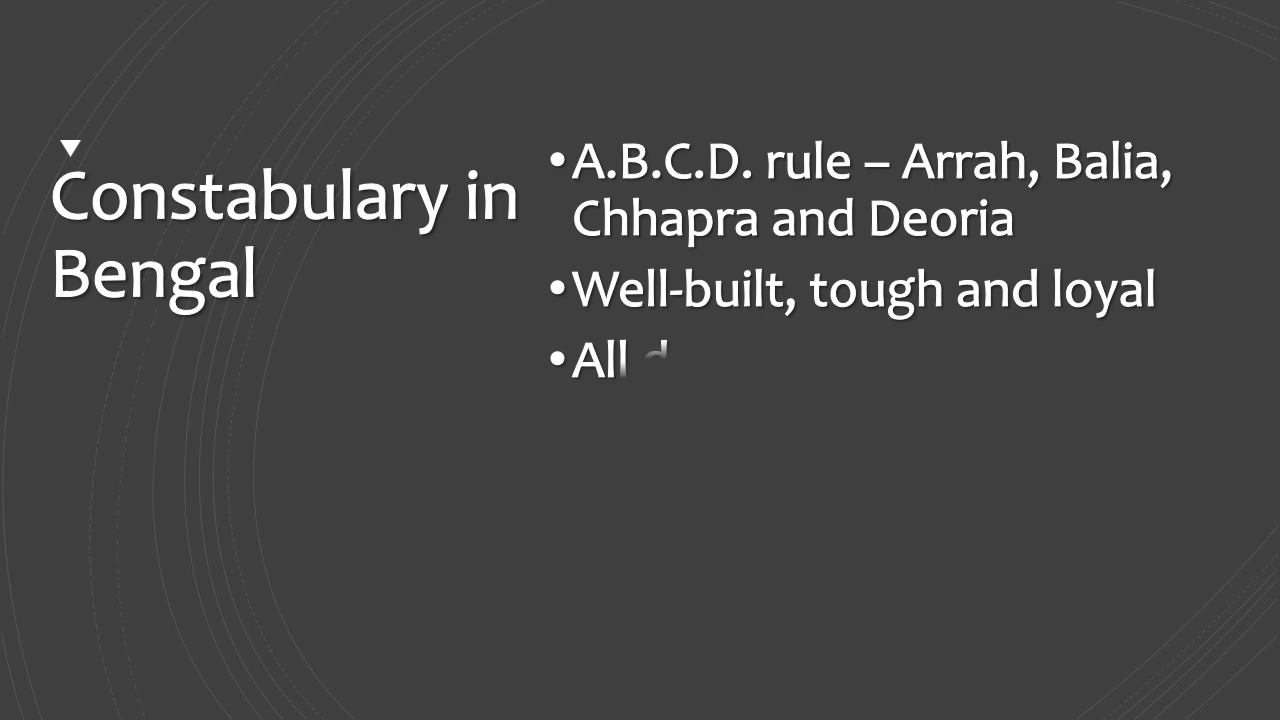 Constabulary in
Bengal
•A.B.C.D. rule – Arrah, Balia,
Chhapra and Deoria
•Well-built, tough and loyal
•All